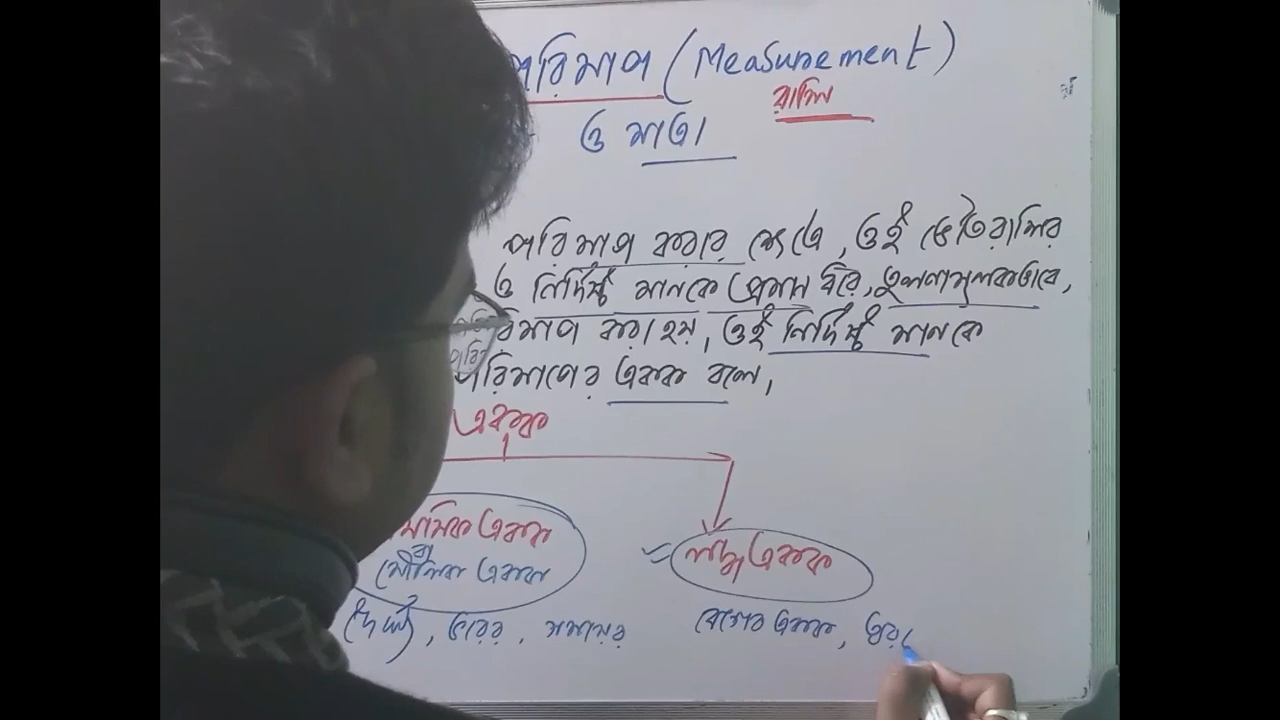 পরিমাপ (Measurement)
রাশি
ও মাত্রা
পরিমাপ করার ক্ষেত্রে, ওই ভৌতরাশির
ও নির্দিষ্ট মানকে প্রমাণ ধরে, তুলনামূলকভাবে,
পরিমাপ করা হয়, ওই নির্দিষ্ট মানকে
পরিমাপের একক বলে,
একক
একক
লব্ধ একক
বা
মৌলিক একক
দৈর্ঘ্য, ভরের, সময়ের
বেগের একক,